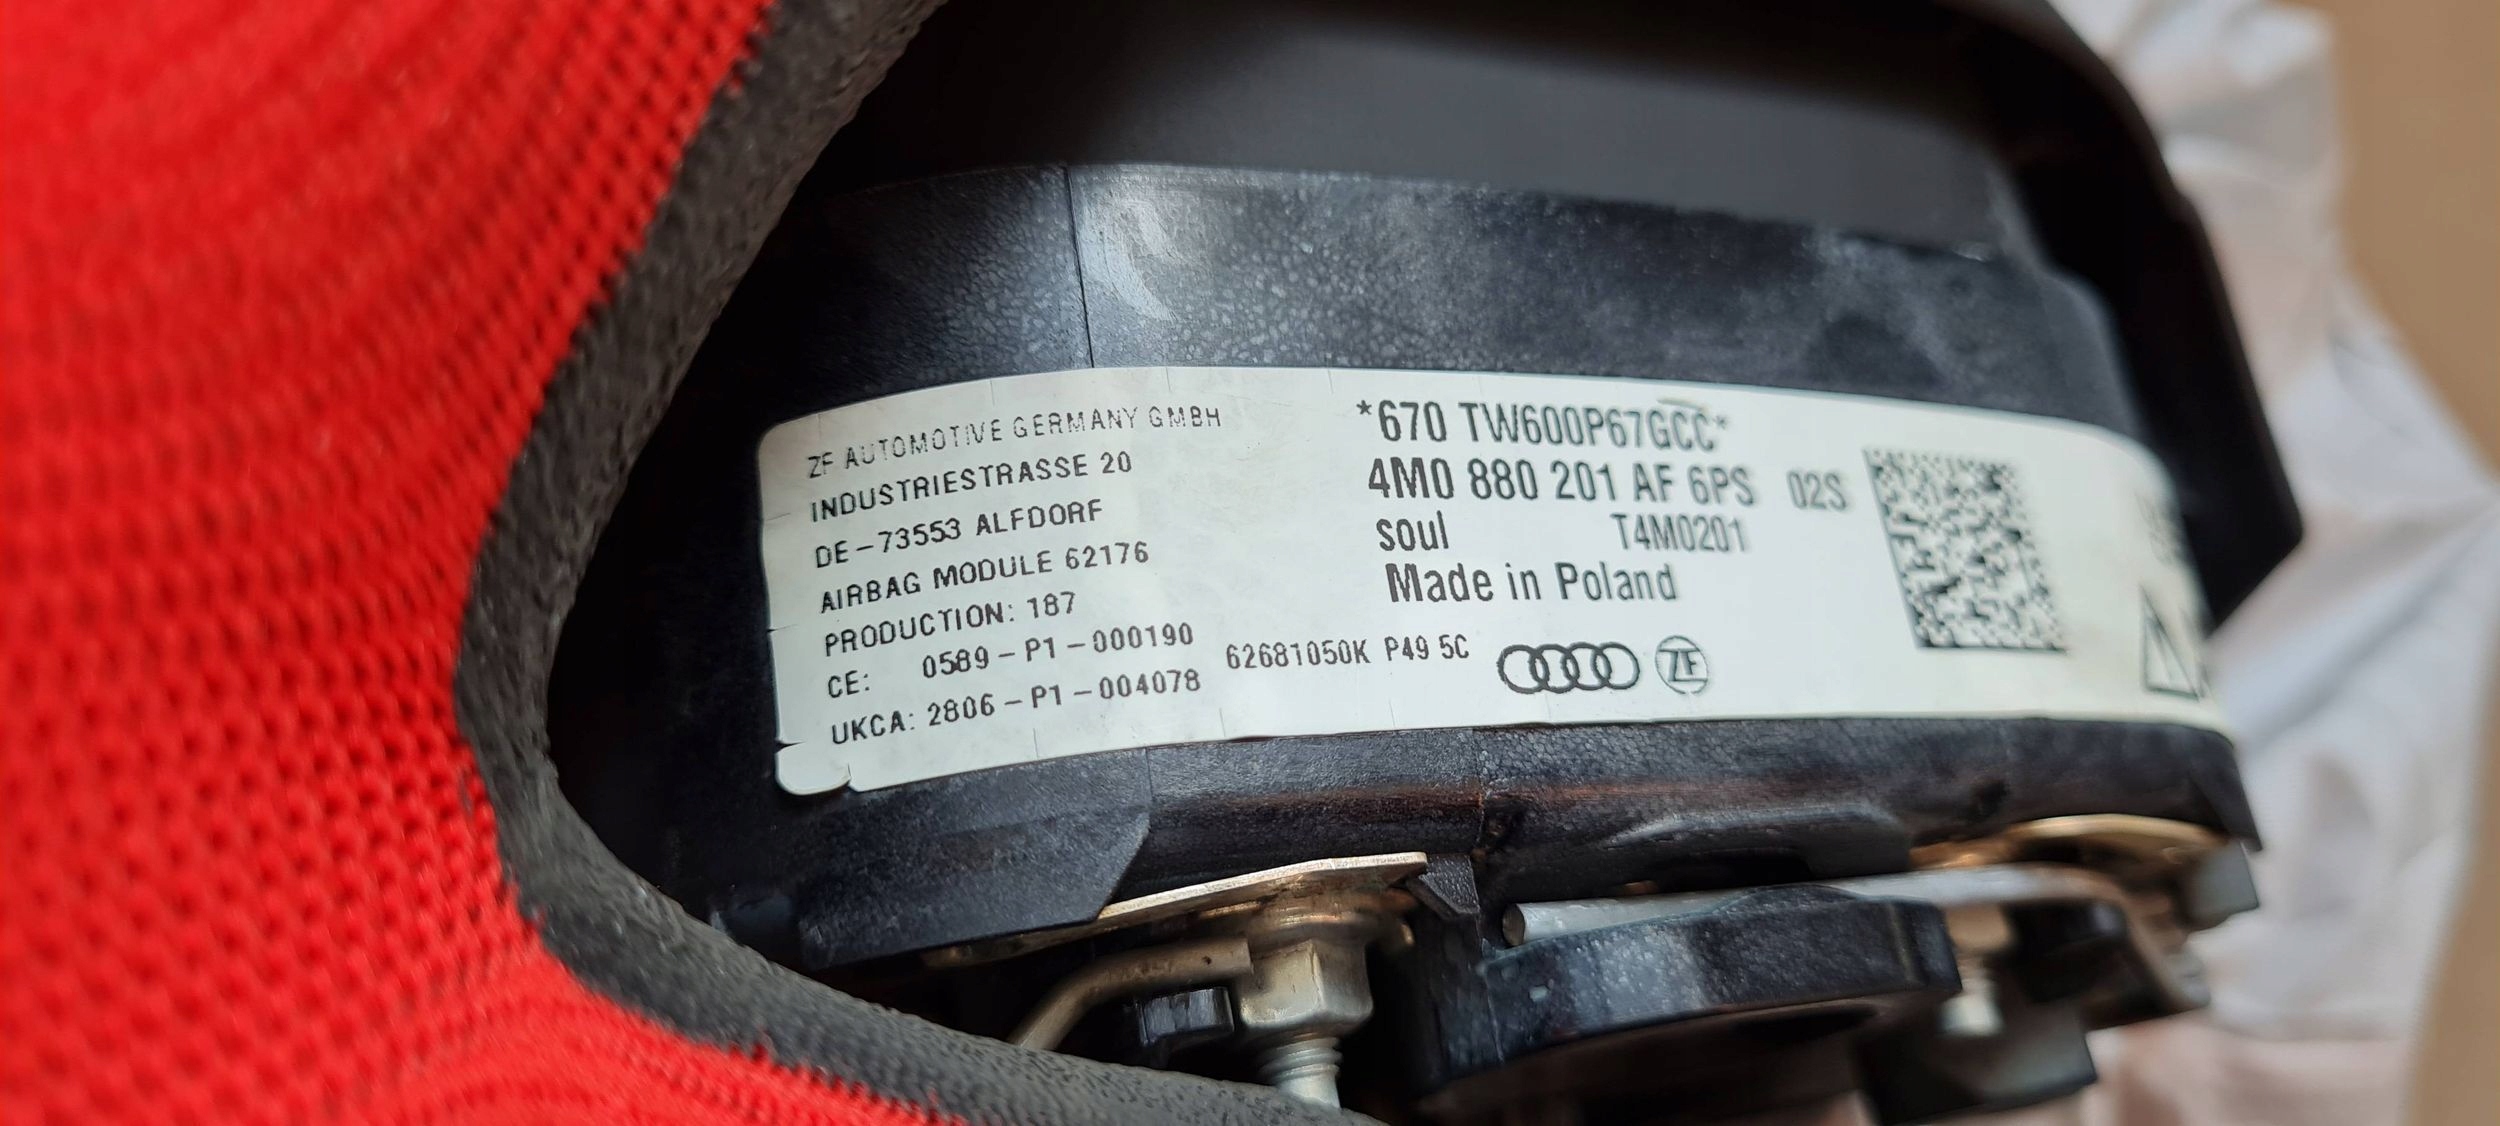 ZF AUTOMOTIVE GERMANY GMBH
INDUSTRIESTRASSE 20
DE-73553 ALFDORF
AIRBAG MODULE 62176
PRODUCTION: 187
CE: 0589-P1-000190
UKCA: 2806-P1-004078
*670 TW600P67GCC*
4M0 880 201 AF 6PS 02S
soul T4M0201
Made in Poland
62681050K P49 5C
ZF